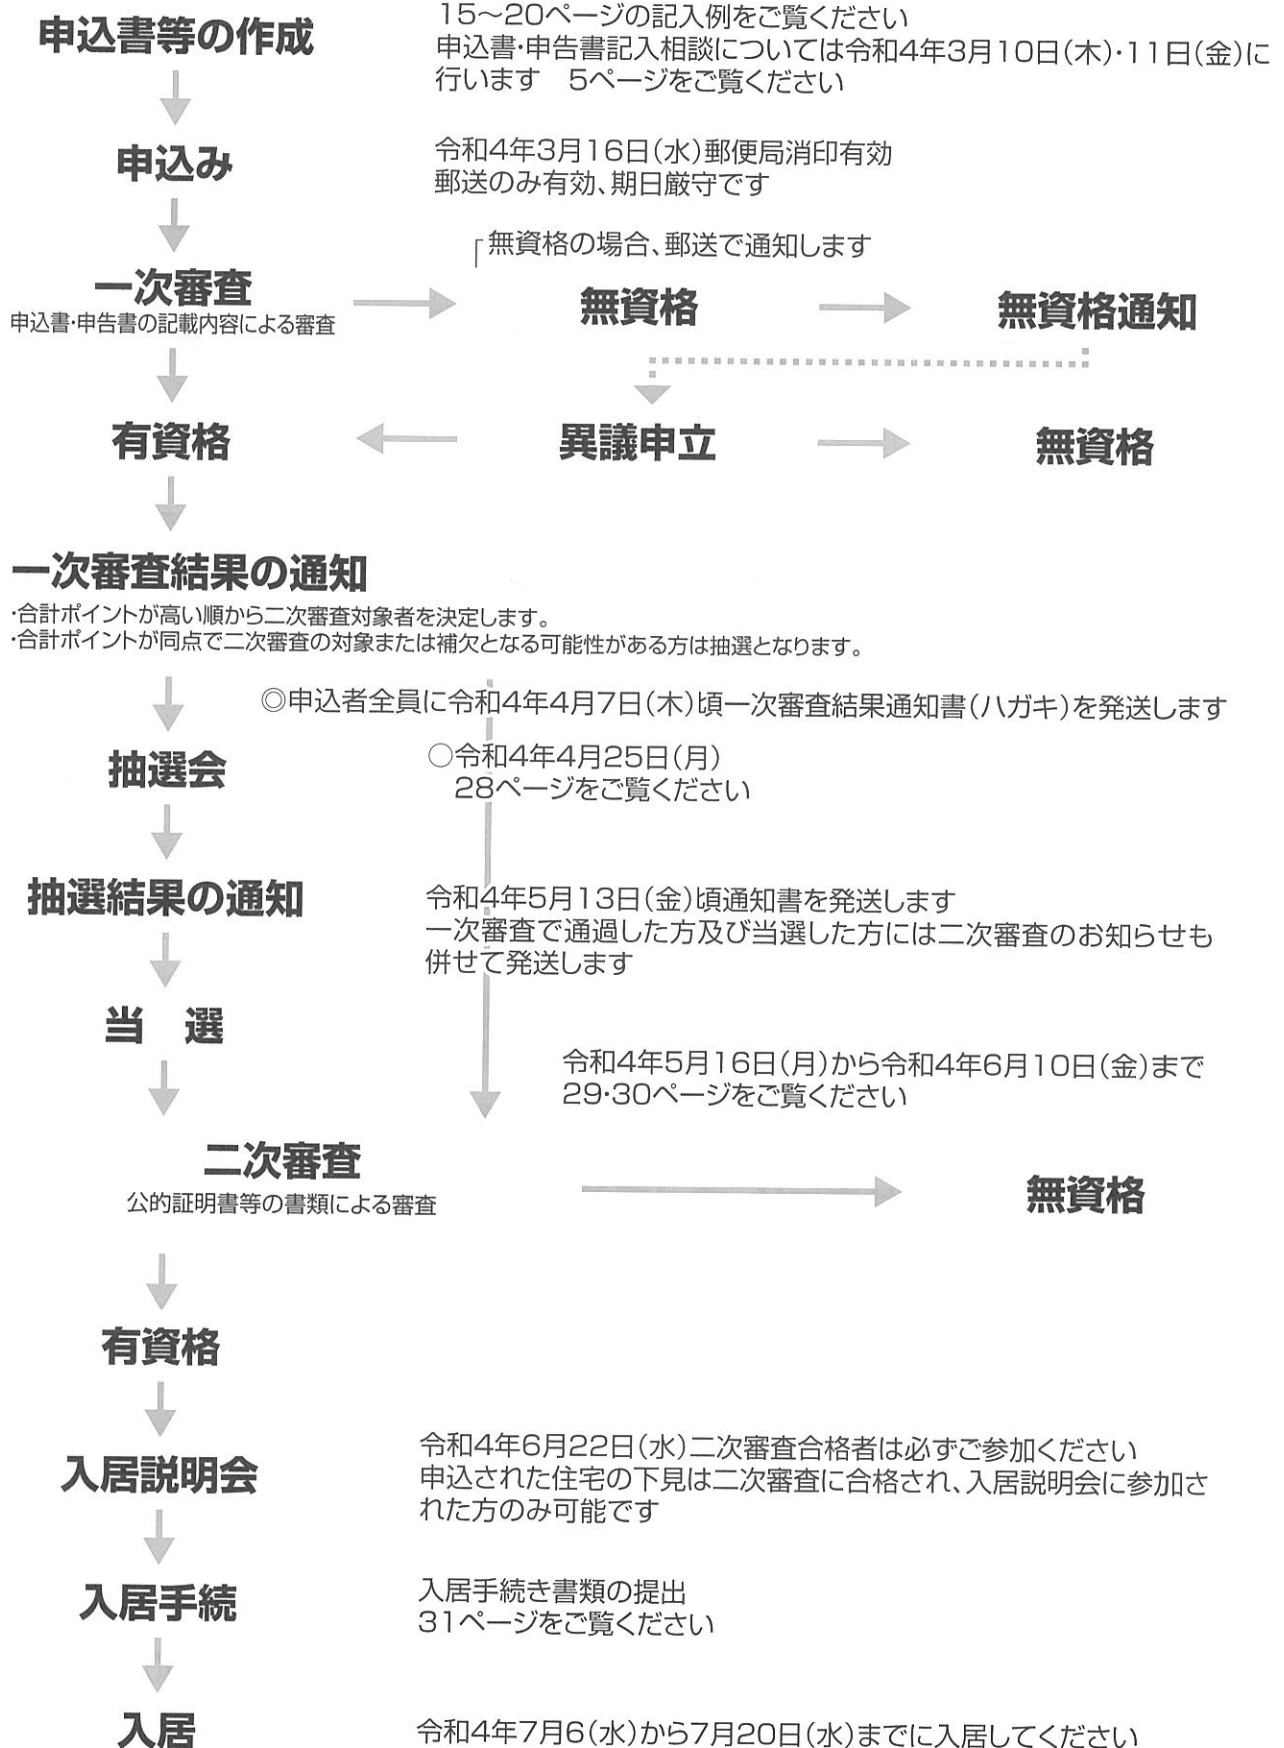 申込書等の作成
15～20ページの記入例をご覧ください
申込書・申告書記入相談については令和4年3月10日(木)・11日(金)に
行います　5ページをご覧ください
申込み
令和4年3月16日(水)郵便局消印有効
郵送のみ有効、期日厳守です
無資格の場合、郵送で通知します
一次審査
申込書・申告書の記載内容による審査
無資格
無資格通知
有資格
異議申立
無資格
一次審査結果の通知
・合計ポイントが高い順から二次審査対象者を決定します。
・合計ポイントが同点で二次審査の対象または補欠となる可能性がある方は抽選となります。
◎申込者全員に令和4年4月7日(木)頃一次審査結果通知書(ハガキ)を発送します
抽選会
○令和4年4月25日(月)
28ページをご覧ください
抽選結果の通知
令和4年5月13日(金)頃通知書を発送します
一次審査で通過した方及び当選した方には二次審査のお知らせも
併せて発送します
当　選
令和4年5月16日(月)から令和4年6月10日(金)まで
29・30ページをご覧ください
二次審査
公的証明書等の書類による審査
無資格
有資格
入居説明会
令和4年6月22日(水)二次審査合格者は必ずご参加ください
申込された住宅の下見は二次審査に合格され、入居説明会に参加さ
れた方のみ可能です
入居手続
入居手続き書類の提出
31ページをご覧ください
入居
令和4年7月6(水)から7月20日(水)までに入居してください